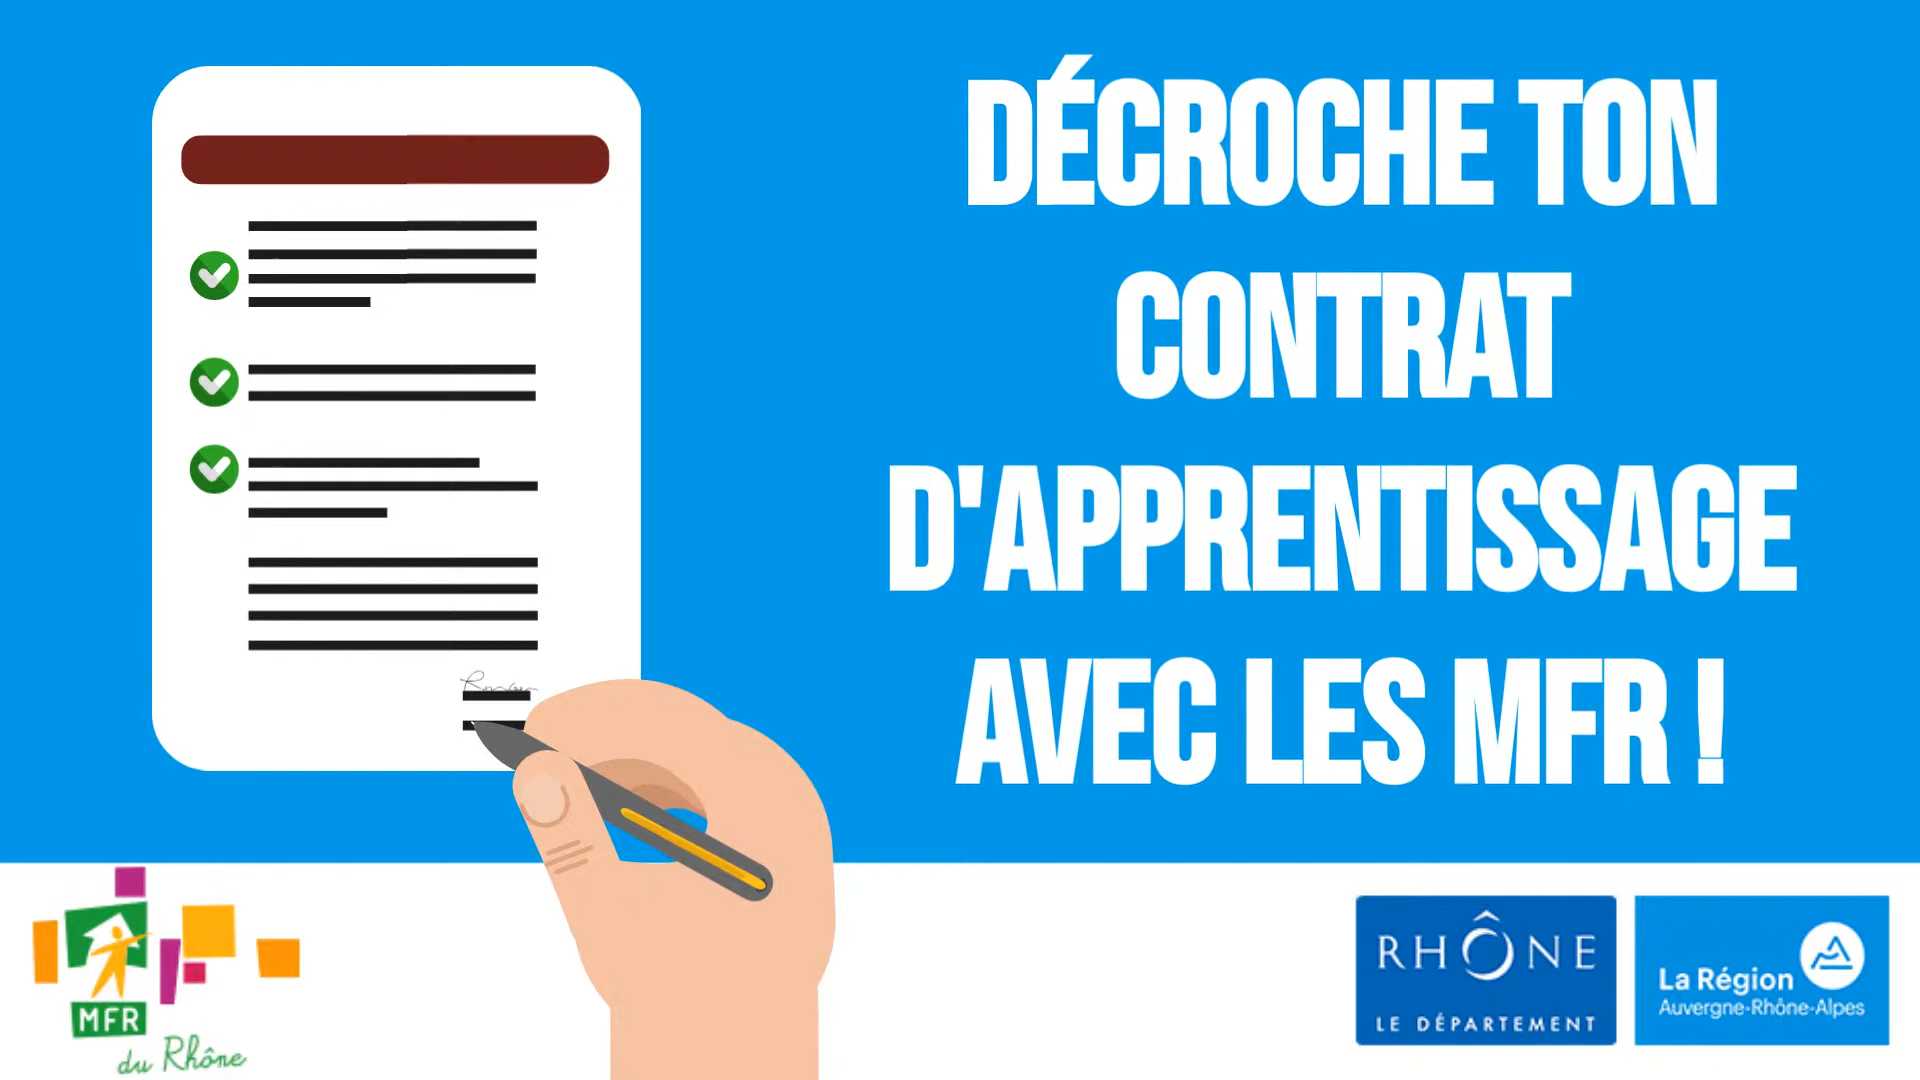 DÉCROCHE TON
CONTRAT
D'APPRENTISSAGE
AVEC LES MFR !
MFR
du Rhône
RHÔNE
LE DÉPARTEMENT
La Région
Auvergne-Rhône-Alpes